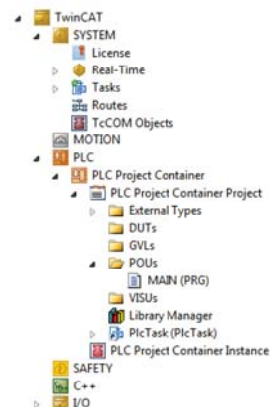 TwinCAT
SYSTEM
License
Real-Time
Tasks
Routes
TcCOM Objects
MOTION
PLC
PLC Project Container
PLC Project Container Project
External Types
DUTs
GVLs
POUs
MAIN (PRG)
VISUs
Library Manager
PlcTask (PlcTask)
PLC Project Container Instance
SAFETY
C++
I/O